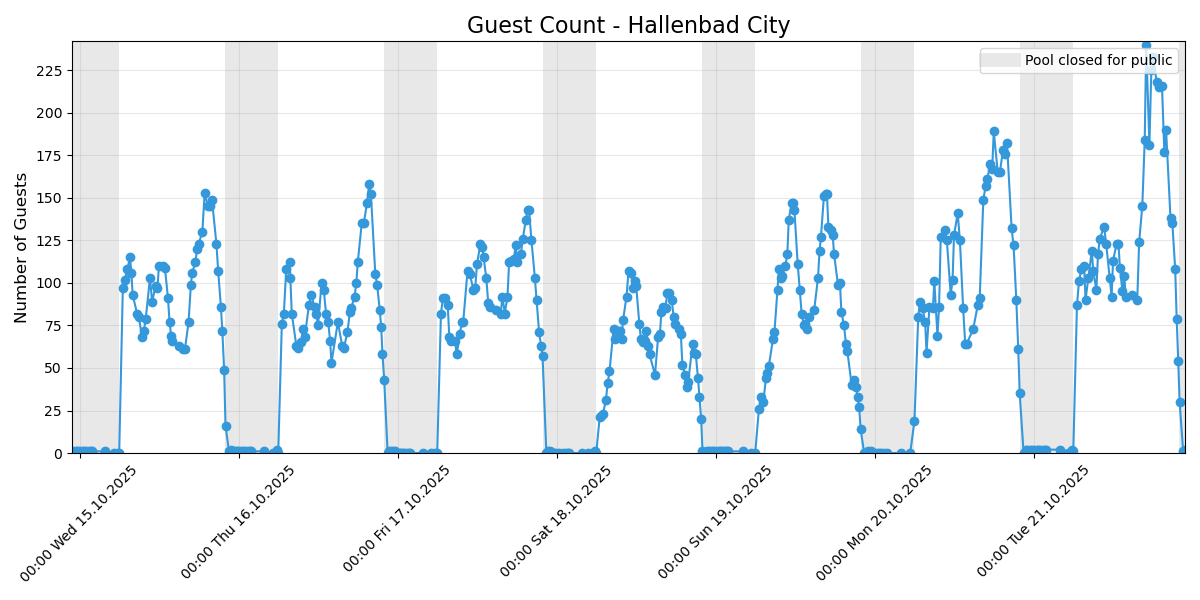 Guest Count - Hallenbad City
Pool closed for public
Number of Guests
225
200
175
150
125
100
75
50
25
0
00:00 Wed 15.10.2025
00:00 Thu 16.10.2025
00:00 Fri 17.10.2025
00:00 Sat 18.10.2025
00:00 Sun 19.10.2025
00:00 Mon 20.10.2025
00:00 Tue 21.10.2025